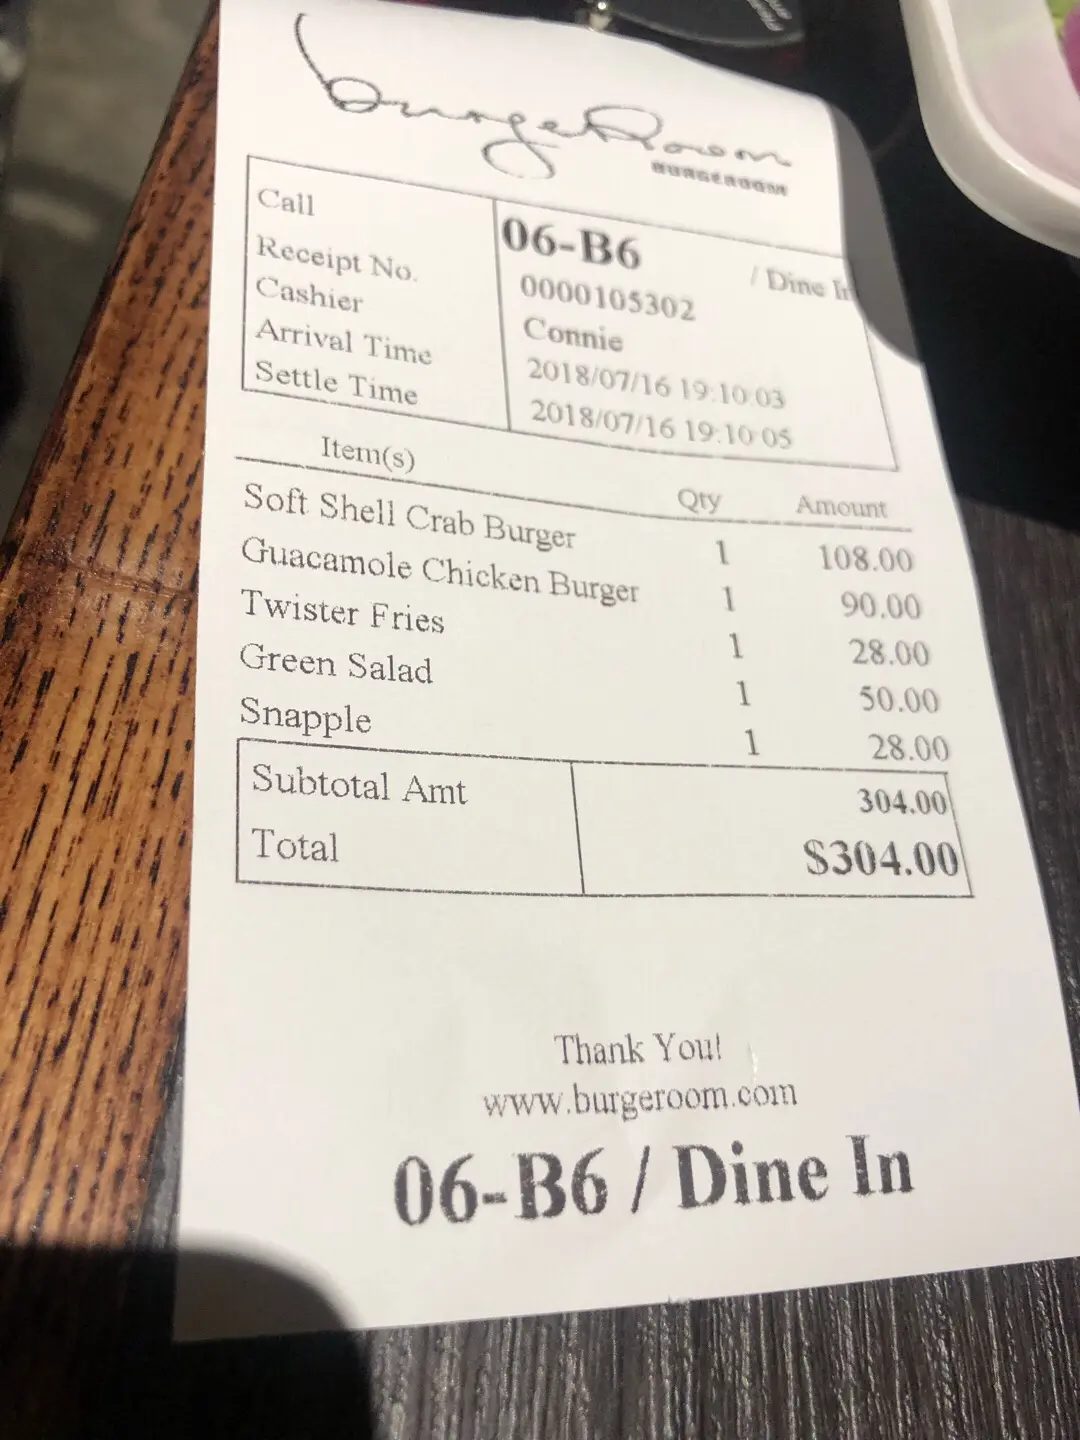 BurgeRoom
BURGEROOM
Call 06-B6 / Dine In
Receipt No. 0000105302
Cashier Connie
Arrival Time 2018/07/16 19:10:03
Settle Time 2018/07/16 19:10:05
Item(s) Qty Amount
Soft Shell Crab Burger 1 108.00
Guacamole Chicken Burger 1 90.00
Twister Fries 1 28.00
Green Salad 1 50.00
Snapple 1 28.00
Subtotal Amt 304.00
Total $304.00
Thank You!
www.burgeroom.com
06-B6 / Dine In